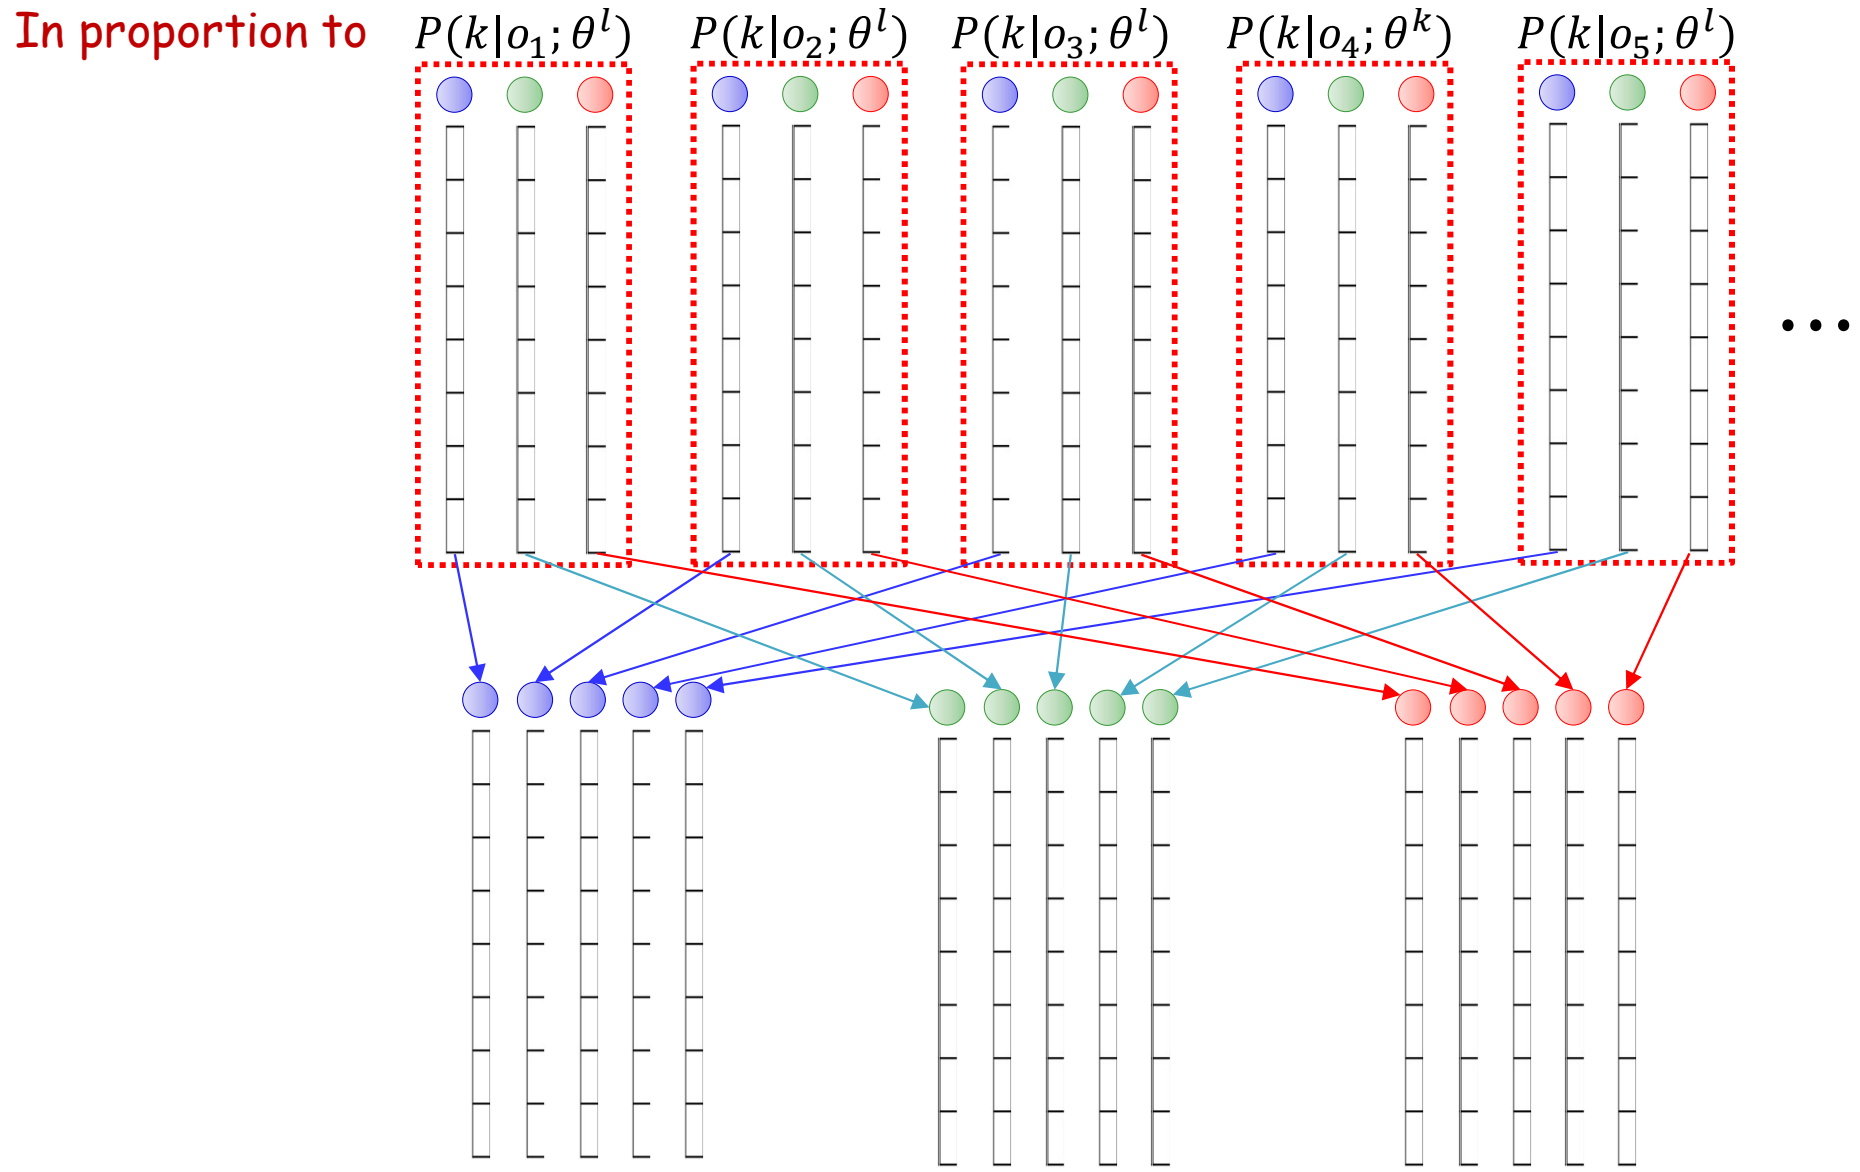 In proportion to P(k|o₁; θˡ) P(k|o₂; θˡ) P(k|o₃; θˡ) P(k|o₄; θᵏ) P(k|o₅; θˡ)
...